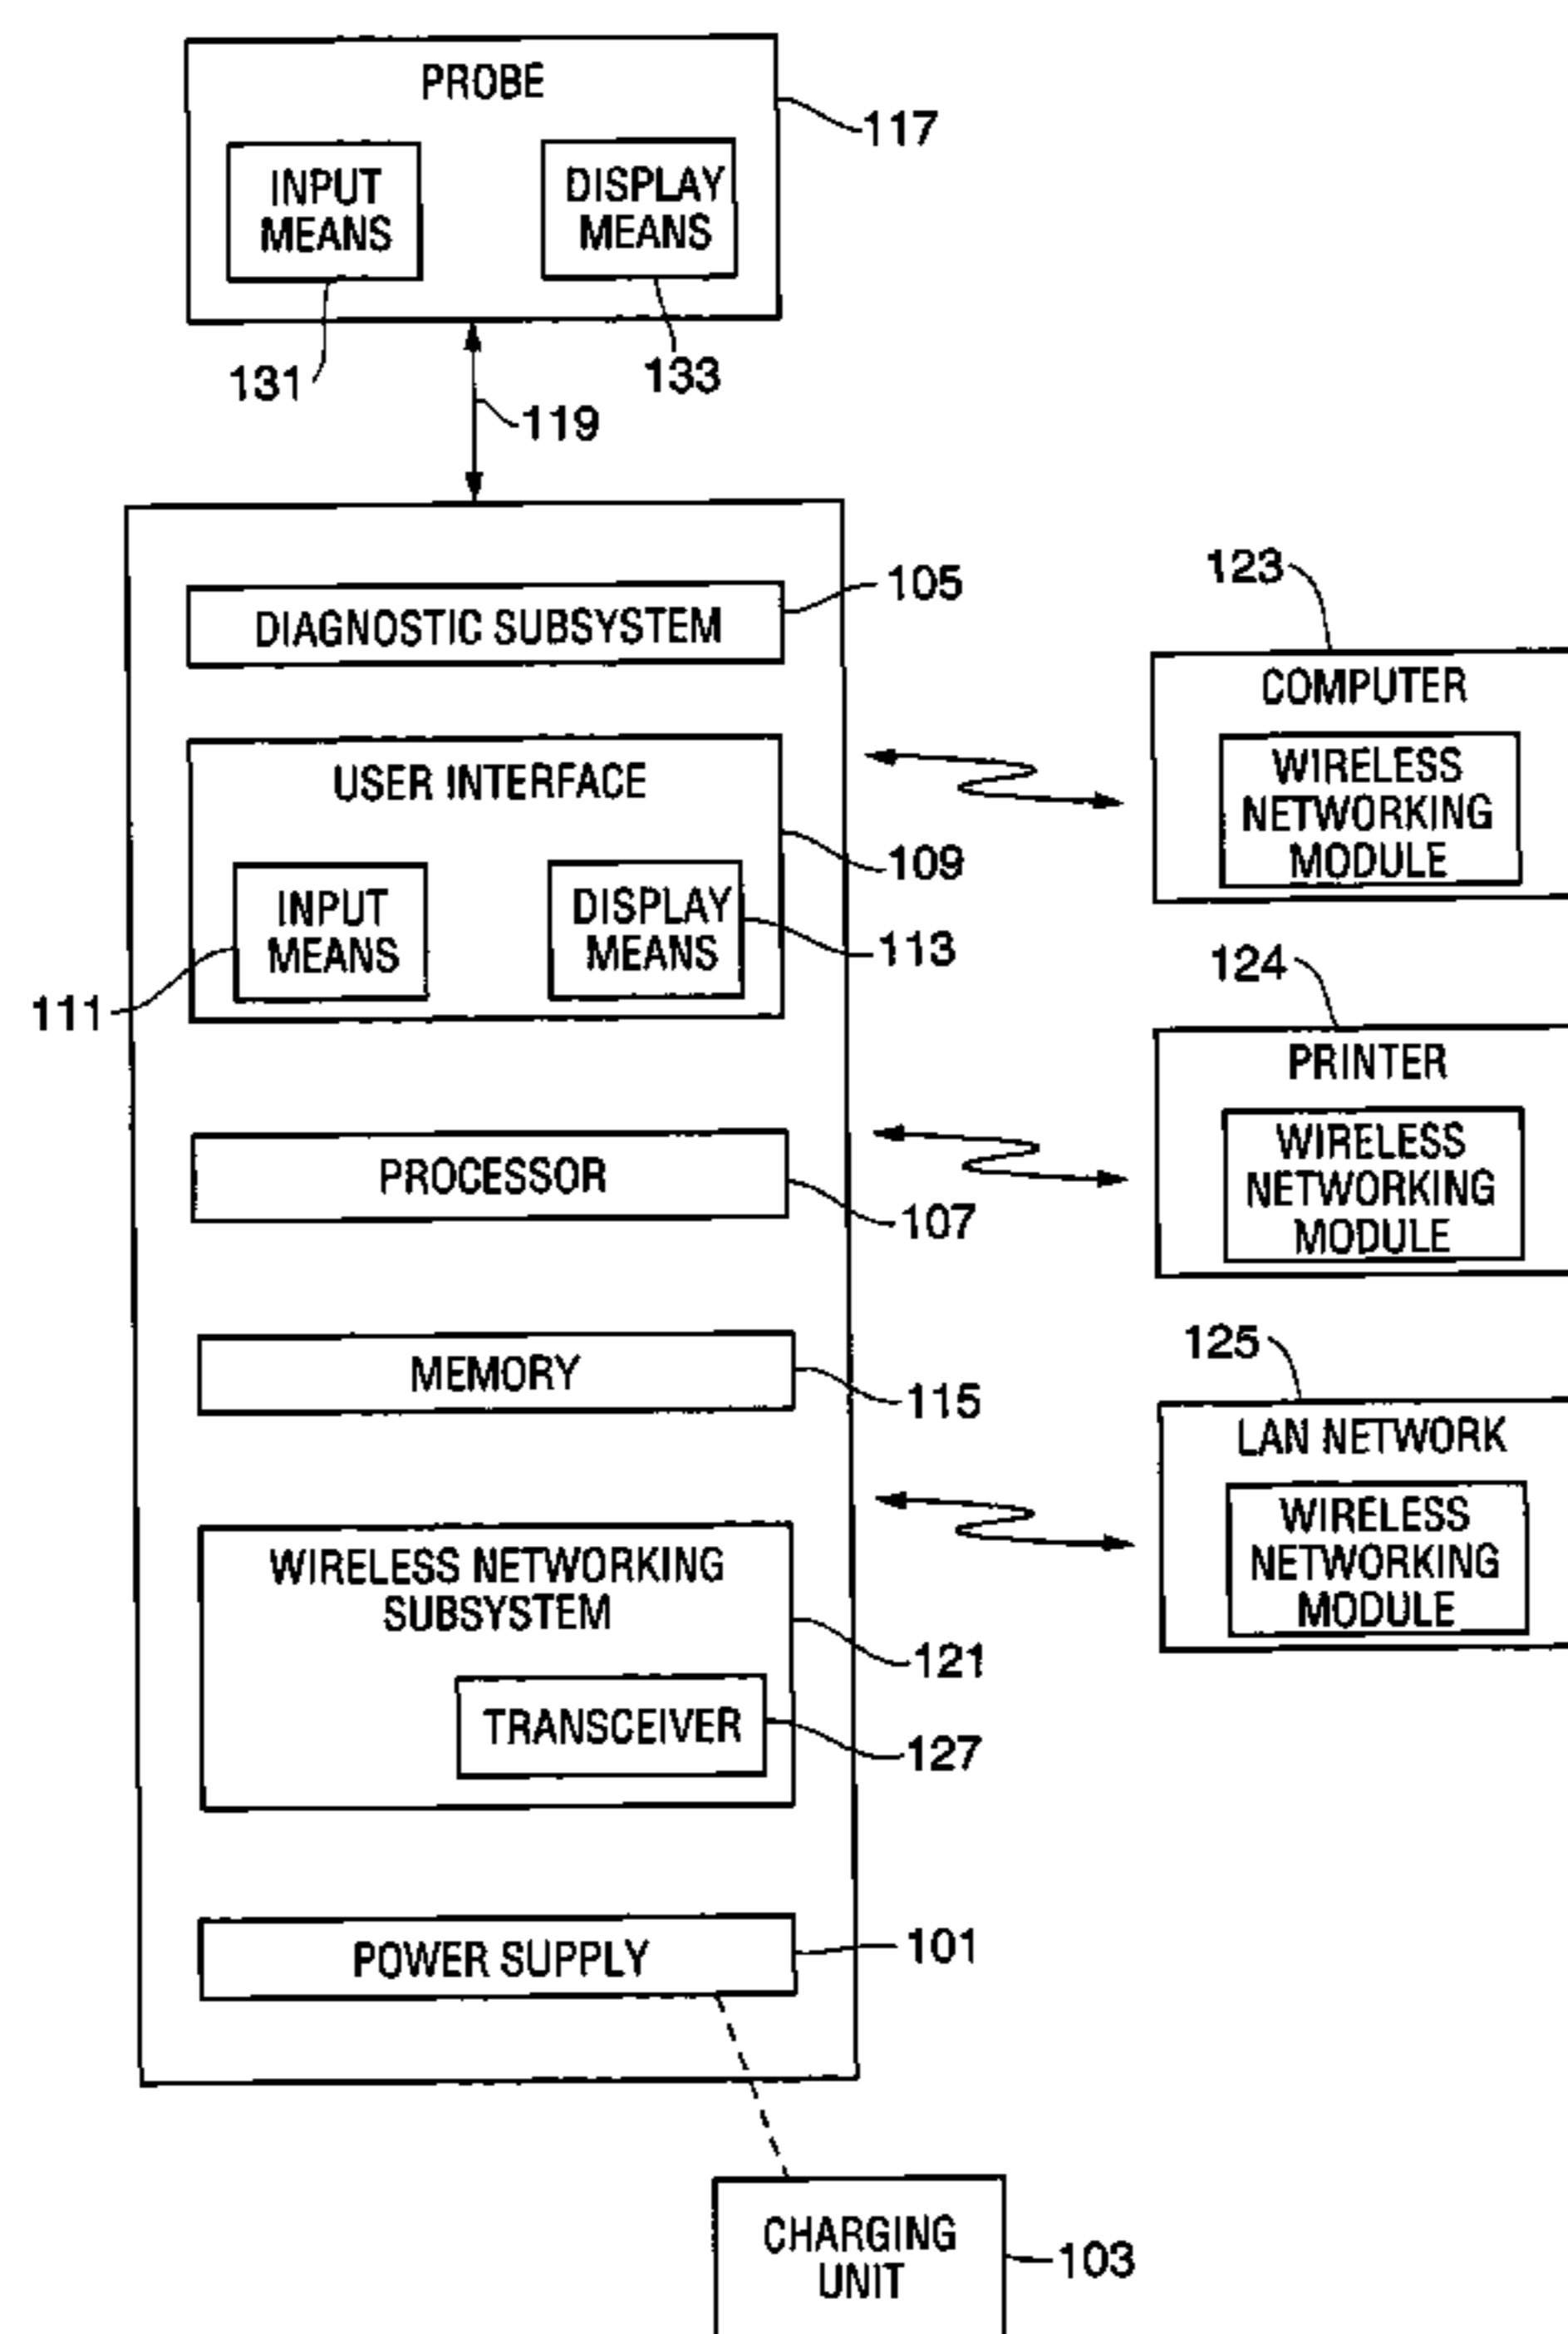 PROBE
117
INPUT
MEANS
DISPLAY
MEANS
131
133
119
105
DIAGNOSTIC SUBSYSTEM
USER INTERFACE
109
INPUT
MEANS
DISPLAY
MEANS
111
113
PROCESSOR
107
MEMORY
115
WIRELESS NETWORKING
SUBSYSTEM
121
TRANSCEIVER
127
POWER SUPPLY
101
CHARGING
UNIT
103
123
COMPUTER
WIRELESS
NETWORKING
MODULE
124
PRINTER
WIRELESS
NETWORKING
MODULE
125
LAN NETWORK
WIRELESS
NETWORKING
MODULE